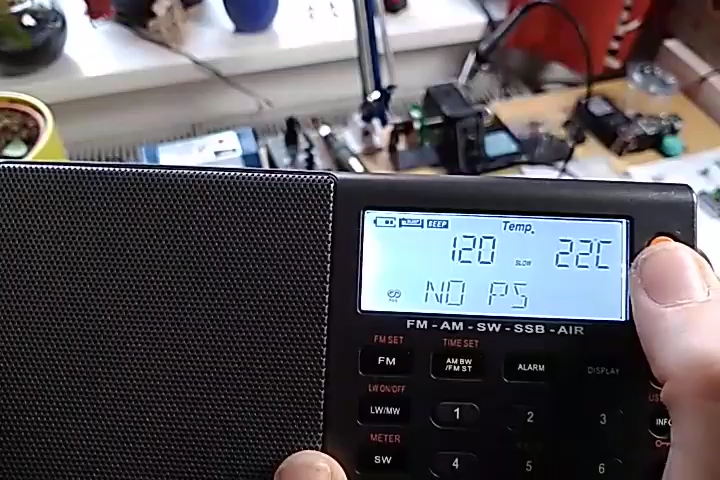 BEEP
Temp.
120 SLOW 22C
NO PS
FM-AM-SW-SSB-AIR
FM SET TIME SET
FM AM BW /FM ST ALARM DISPLAY
LW ON/OFF
LW/MW 1 2 3 INFO
METER
SW 4 5 6